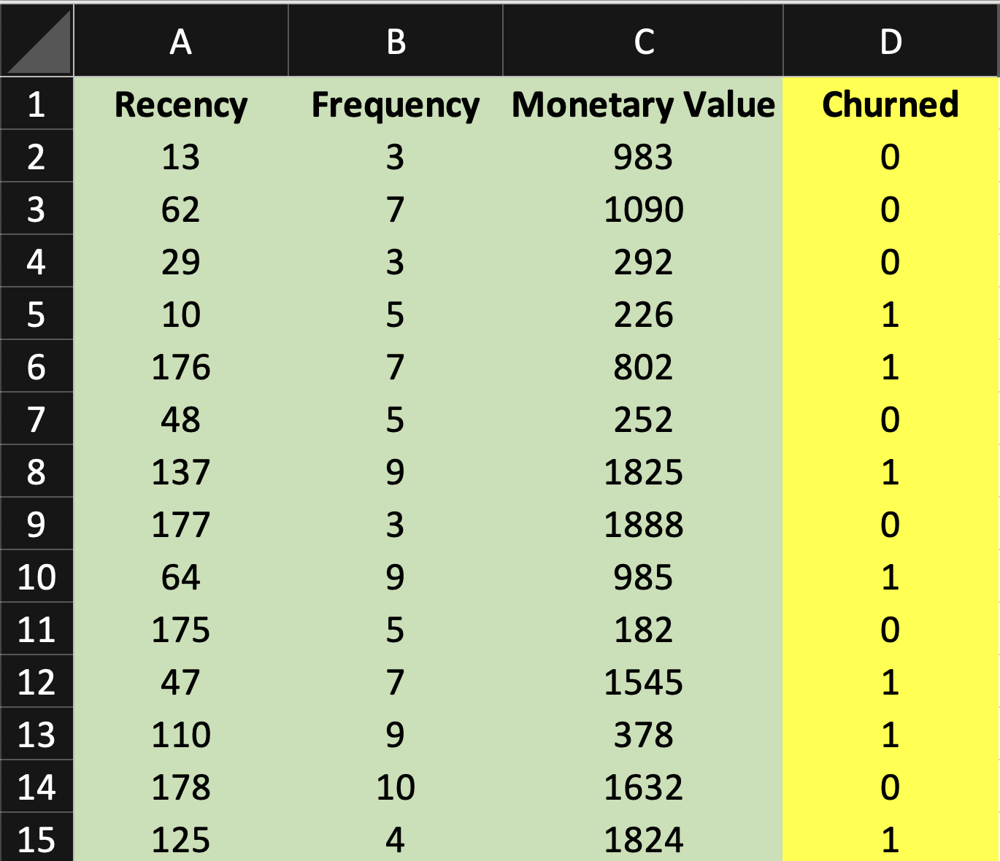 A B C D
1 Recency Frequency Monetary Value Churned
2 13 3 983 0
3 62 7 1090 0
4 29 3 292 0
5 10 5 226 1
6 176 7 802 1
7 48 5 252 0
8 137 9 1825 1
9 177 3 1888 0
10 64 9 985 1
11 175 5 182 0
12 47 7 1545 1
13 110 9 378 1
14 178 10 1632 0
15 125 4 1824 1